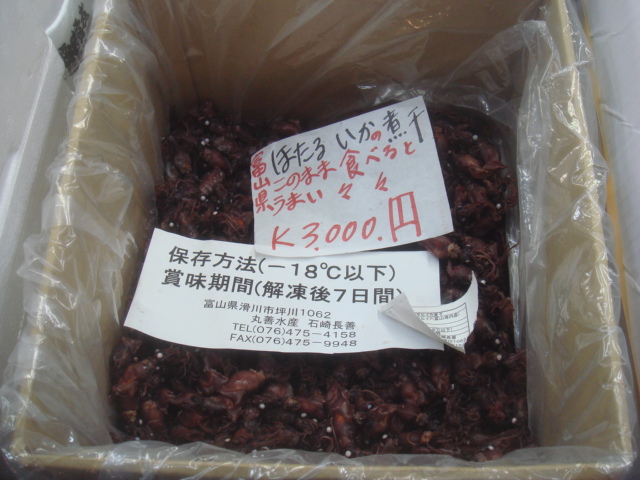 富山県
ほたるいかの煮干
このまま食べると
うまい々々
K3.000.円
保存方法(−18℃以下)
賞味期間(解凍後7日間)
富山県滑川市坪川1062
丸善水産 石崎長善
TEL(076)475−4158
FAX(076)475−9948